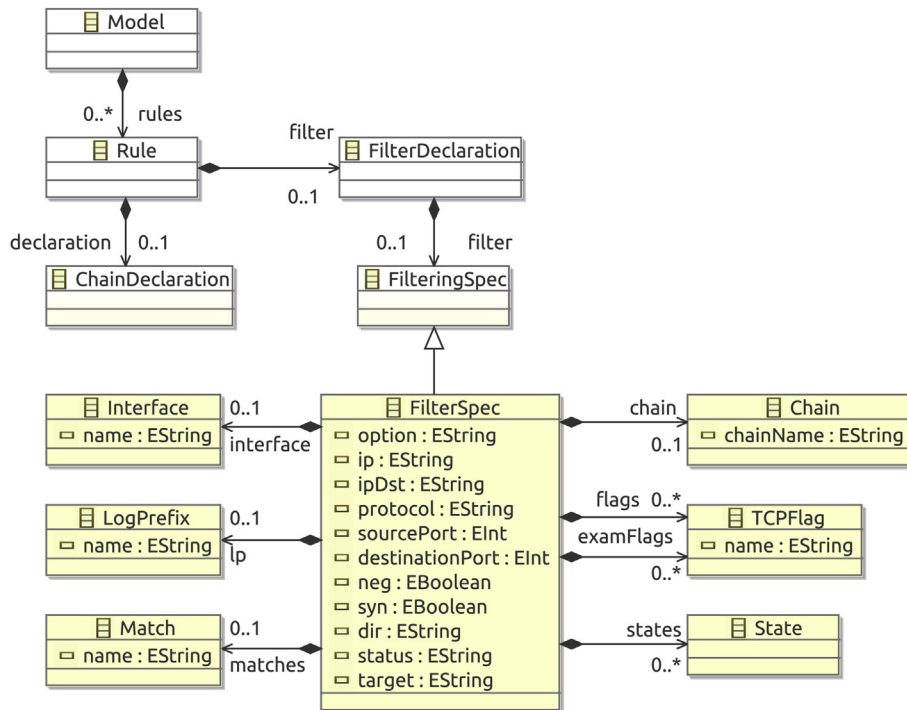 Model
0..* rules
Rule
filter
0..1
FilterDeclaration
declaration 0..1
ChainDeclaration
0..1 filter
FilteringSpec
Interface
name : EString
0..1
interface
LogPrefix
name : EString
0..1
lp
Match
name : EString
0..1
matches
FilterSpec
option : EString
ip : EString
ipDst : EString
protocol : EString
sourcePort : EInt
destinationPort : EInt
neg : EBoolean
syn : EBoolean
dir : EString
status : EString
target : EString
chain
0..1
Chain
chainName : EString
flags 0..*
examFlags
0..*
TCPFlag
name : EString
states
0..*
State